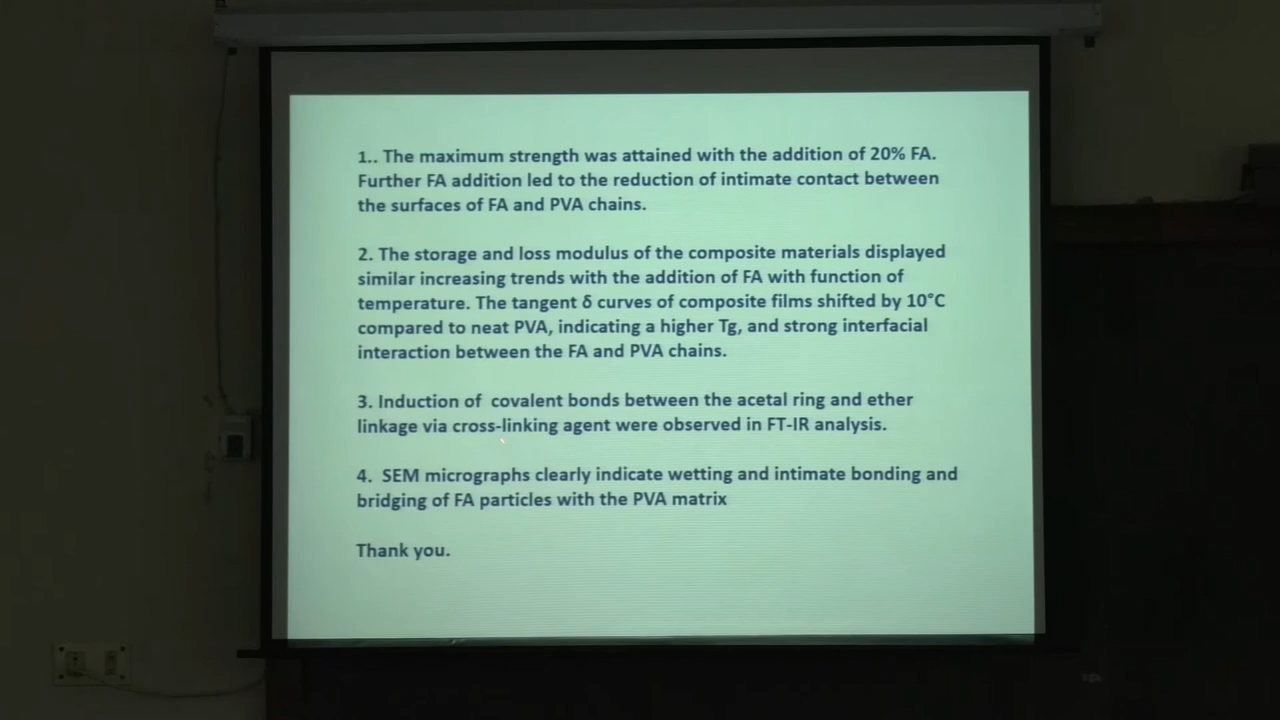 1.. The maximum strength was attained with the addition of 20% FA.
Further FA addition led to the reduction of intimate contact between
the surfaces of FA and PVA chains.
2. The storage and loss modulus of the composite materials displayed
similar increasing trends with the addition of FA with function of
temperature. The tangent δ curves of composite films shifted by 10°C
compared to neat PVA, indicating a higher Tg, and strong interfacial
interaction between the FA and PVA chains.
3. Induction of  covalent bonds between the acetal ring and ether
linkage via cross-linking agent were observed in FT-IR analysis.
4.  SEM micrographs clearly indicate wetting and intimate bonding and
bridging of FA particles with the PVA matrix
Thank you.